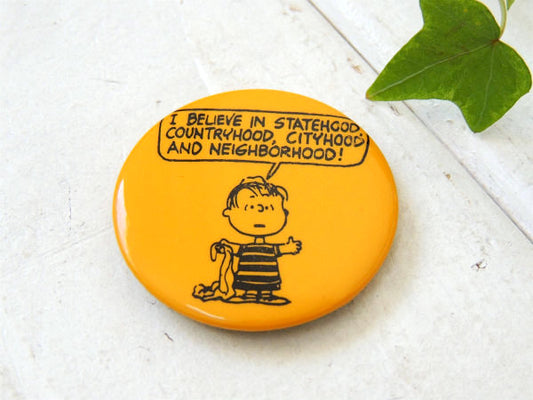 I BELIEVE IN STATEHOOD,
COUNTRYHOOD, CITYHOOD
AND NEIGHBORHOOD!